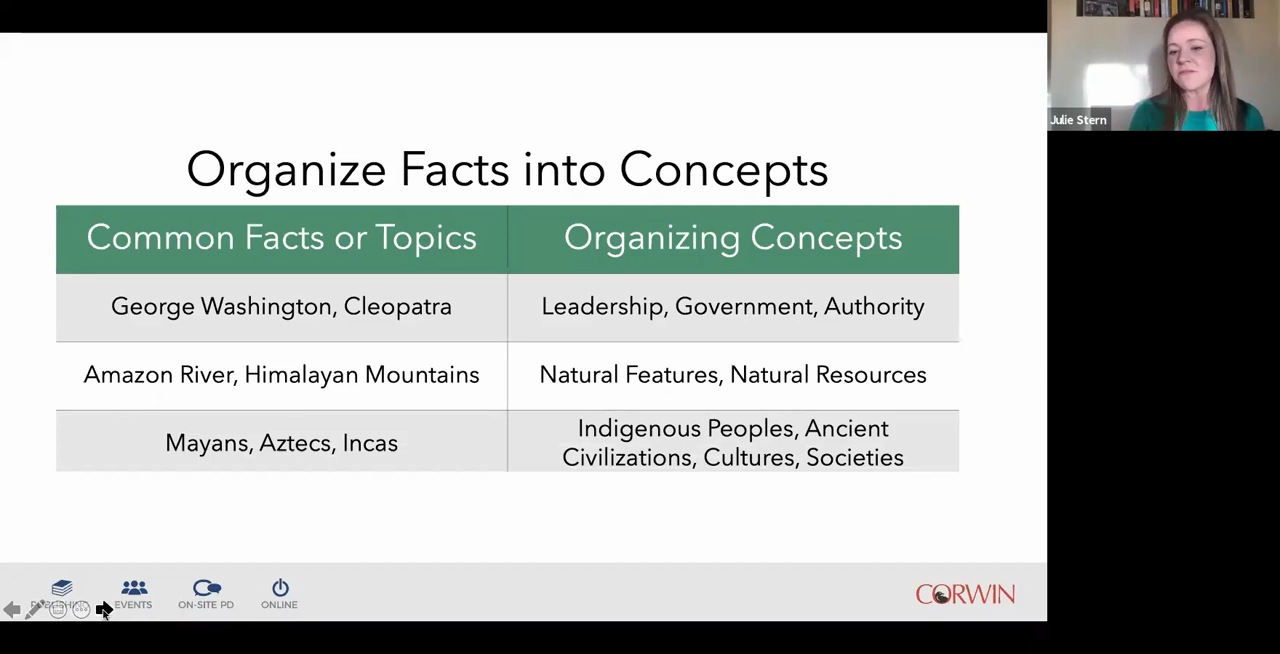 Julie Stern
Organize Facts into Concepts
Common Facts or Topics
Organizing Concepts
George Washington, Cleopatra
Leadership, Government, Authority
Amazon River, Himalayan Mountains
Natural Features, Natural Resources
Mayans, Aztecs, Incas
Indigenous Peoples, Ancient
Civilizations, Cultures, Societies
EVENTS
ON-SITE PD
ONLINE
CORWIN